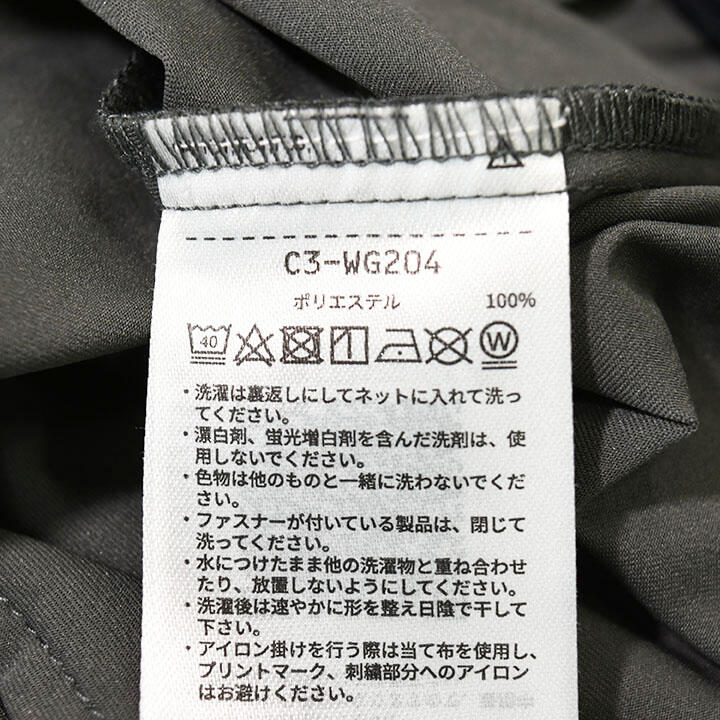 C3-WG204
ポリエステル 100%
40
W
・洗濯は裏返しにしてネットに入れて洗っ
てください。
・漂白剤、蛍光増白剤を含んだ洗剤は、使
用しないでください。
・色物は他のものと一緒に洗わないでくだ
さい。
・ファスナーが付いている製品は、閉じて
洗ってください。
・水につけたまま他の洗濯物と重ね合わせ
たり、放置しないようにしてください。
・洗濯後は速やかに形を整え日陰で干して
下さい。
・アイロン掛けを行う際は当て布を使用し、
プリントマーク、刺繍部分へのアイロン
はお避けください。